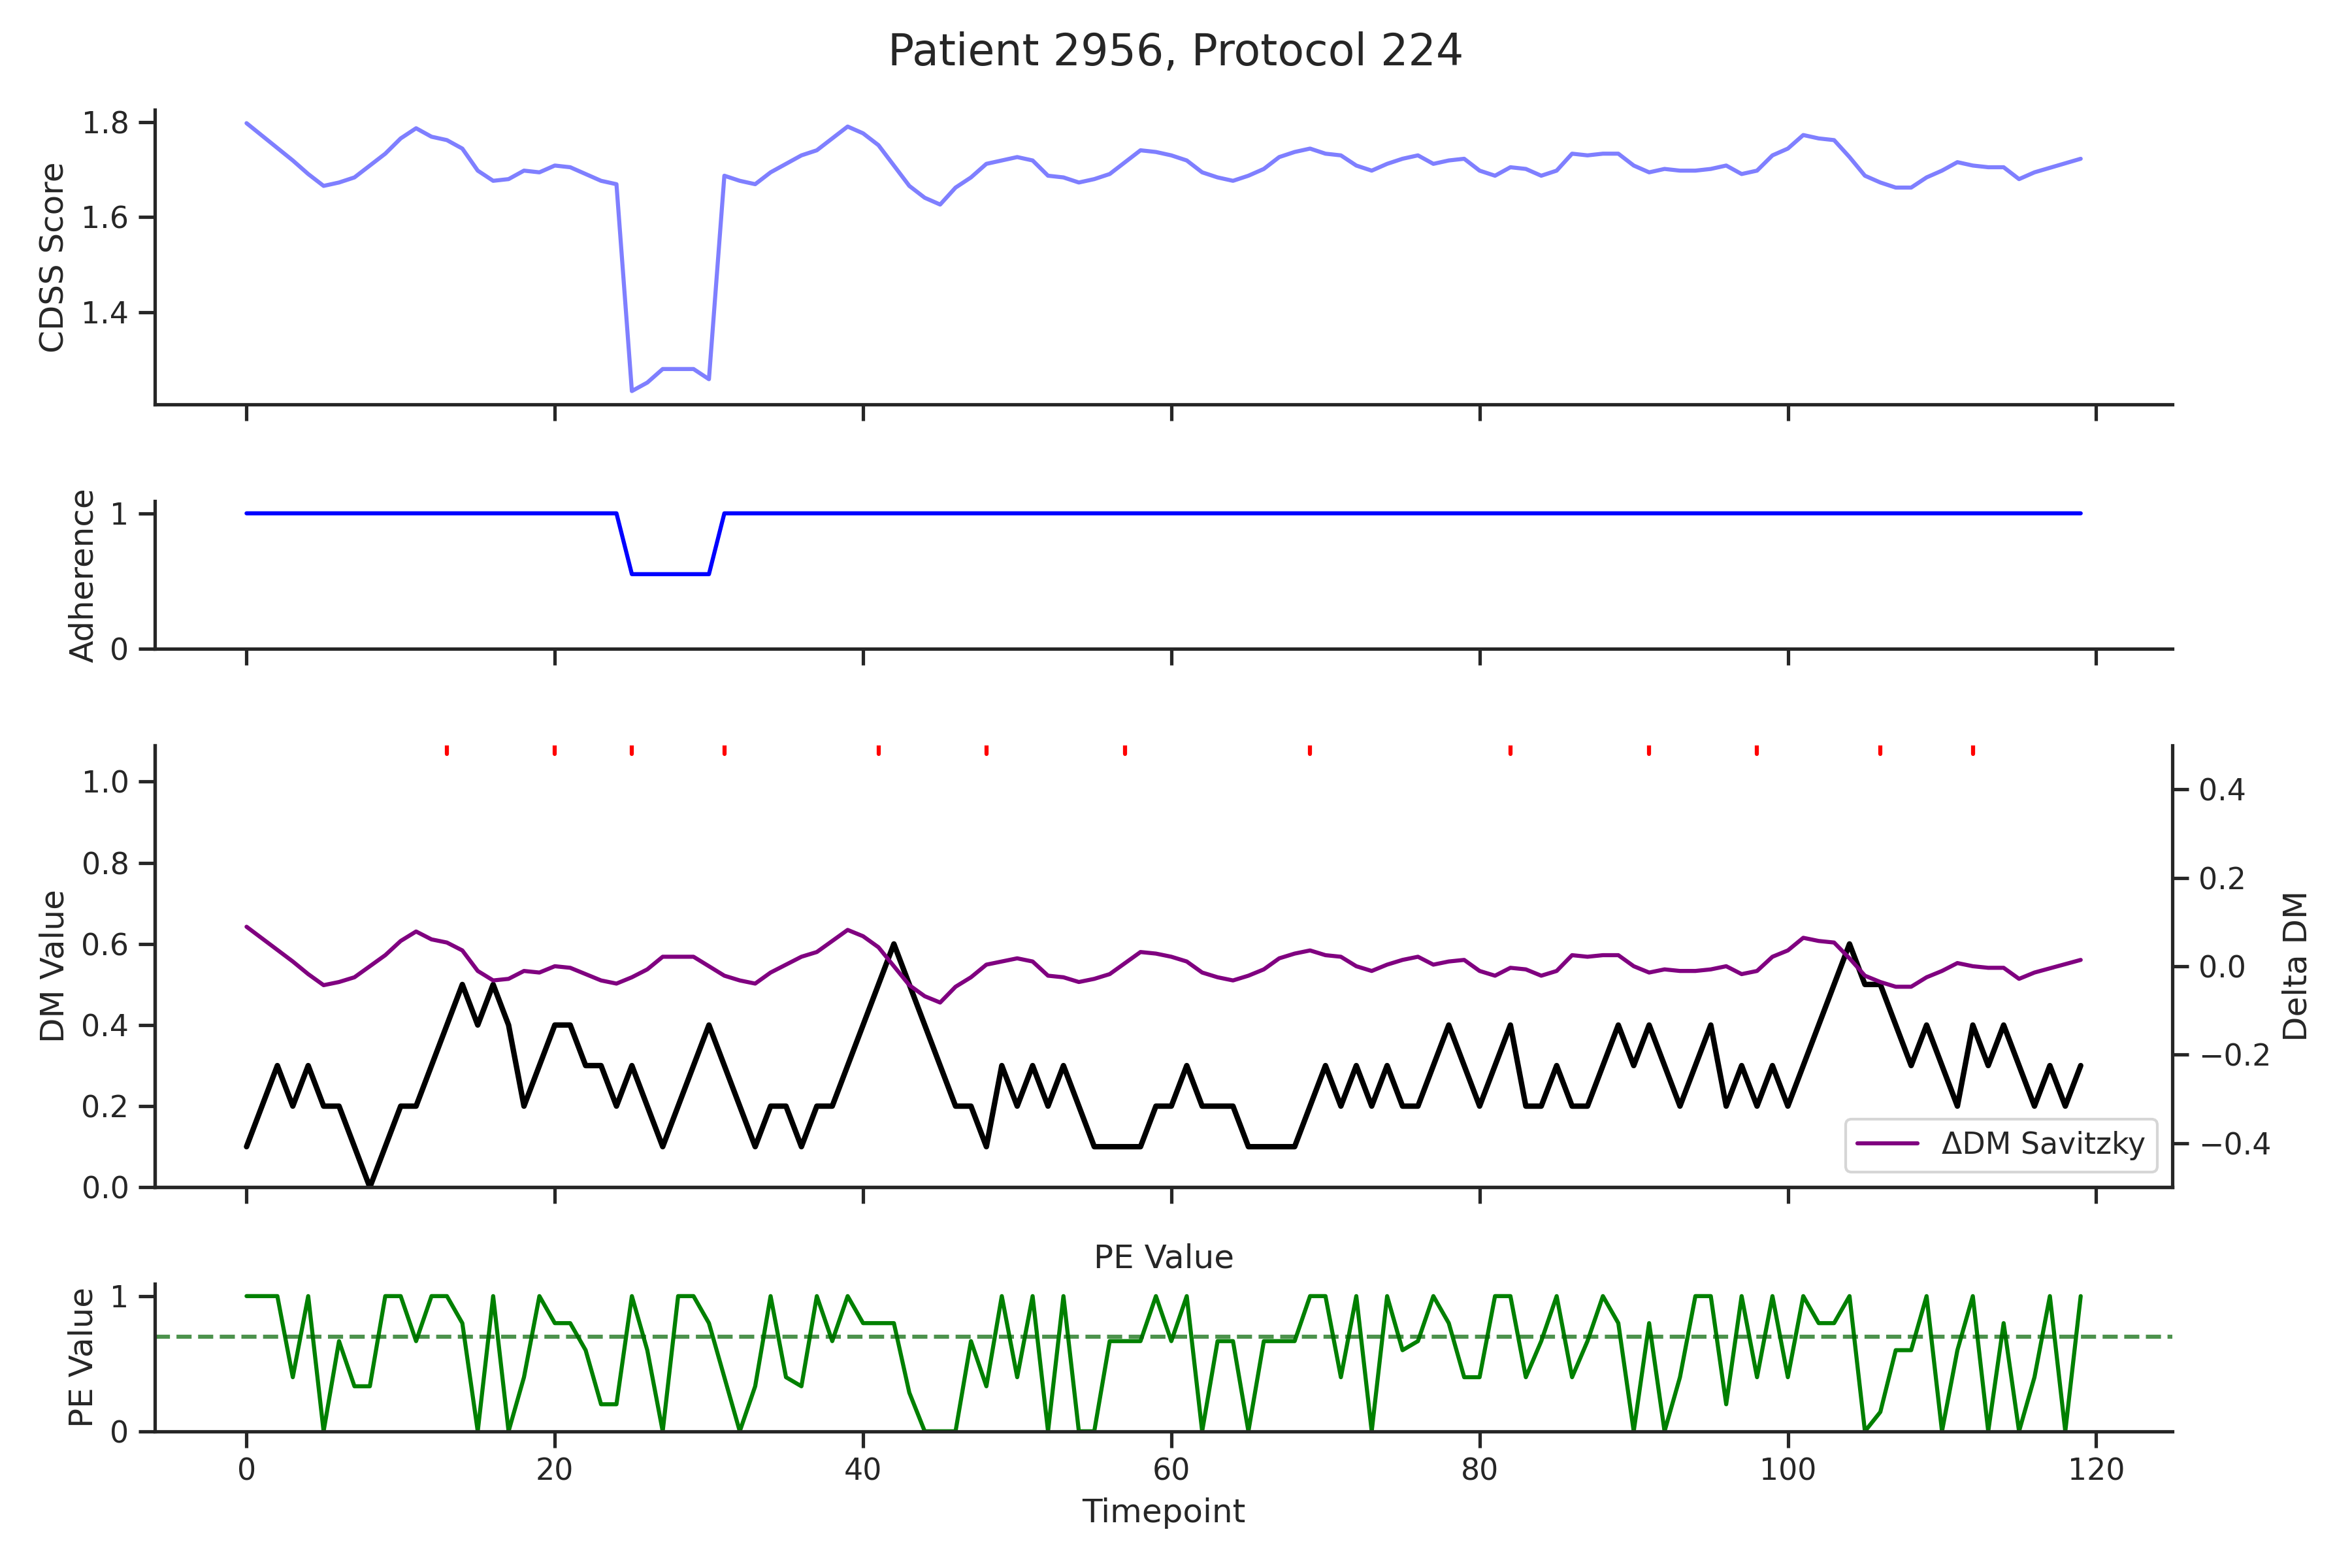 Patient 2956, Protocol 224
CDSS Score
1.8
1.6
1.4
Adherence
1
0
DM Value
1.0
0.8
0.6
0.4
0.2
0.0
Delta DM
0.4
0.2
0.0
−0.2
−0.4
ΔDM Savitzky
PE Value
PE Value
1
0
0 20 40 60 80 100 120
Timepoint